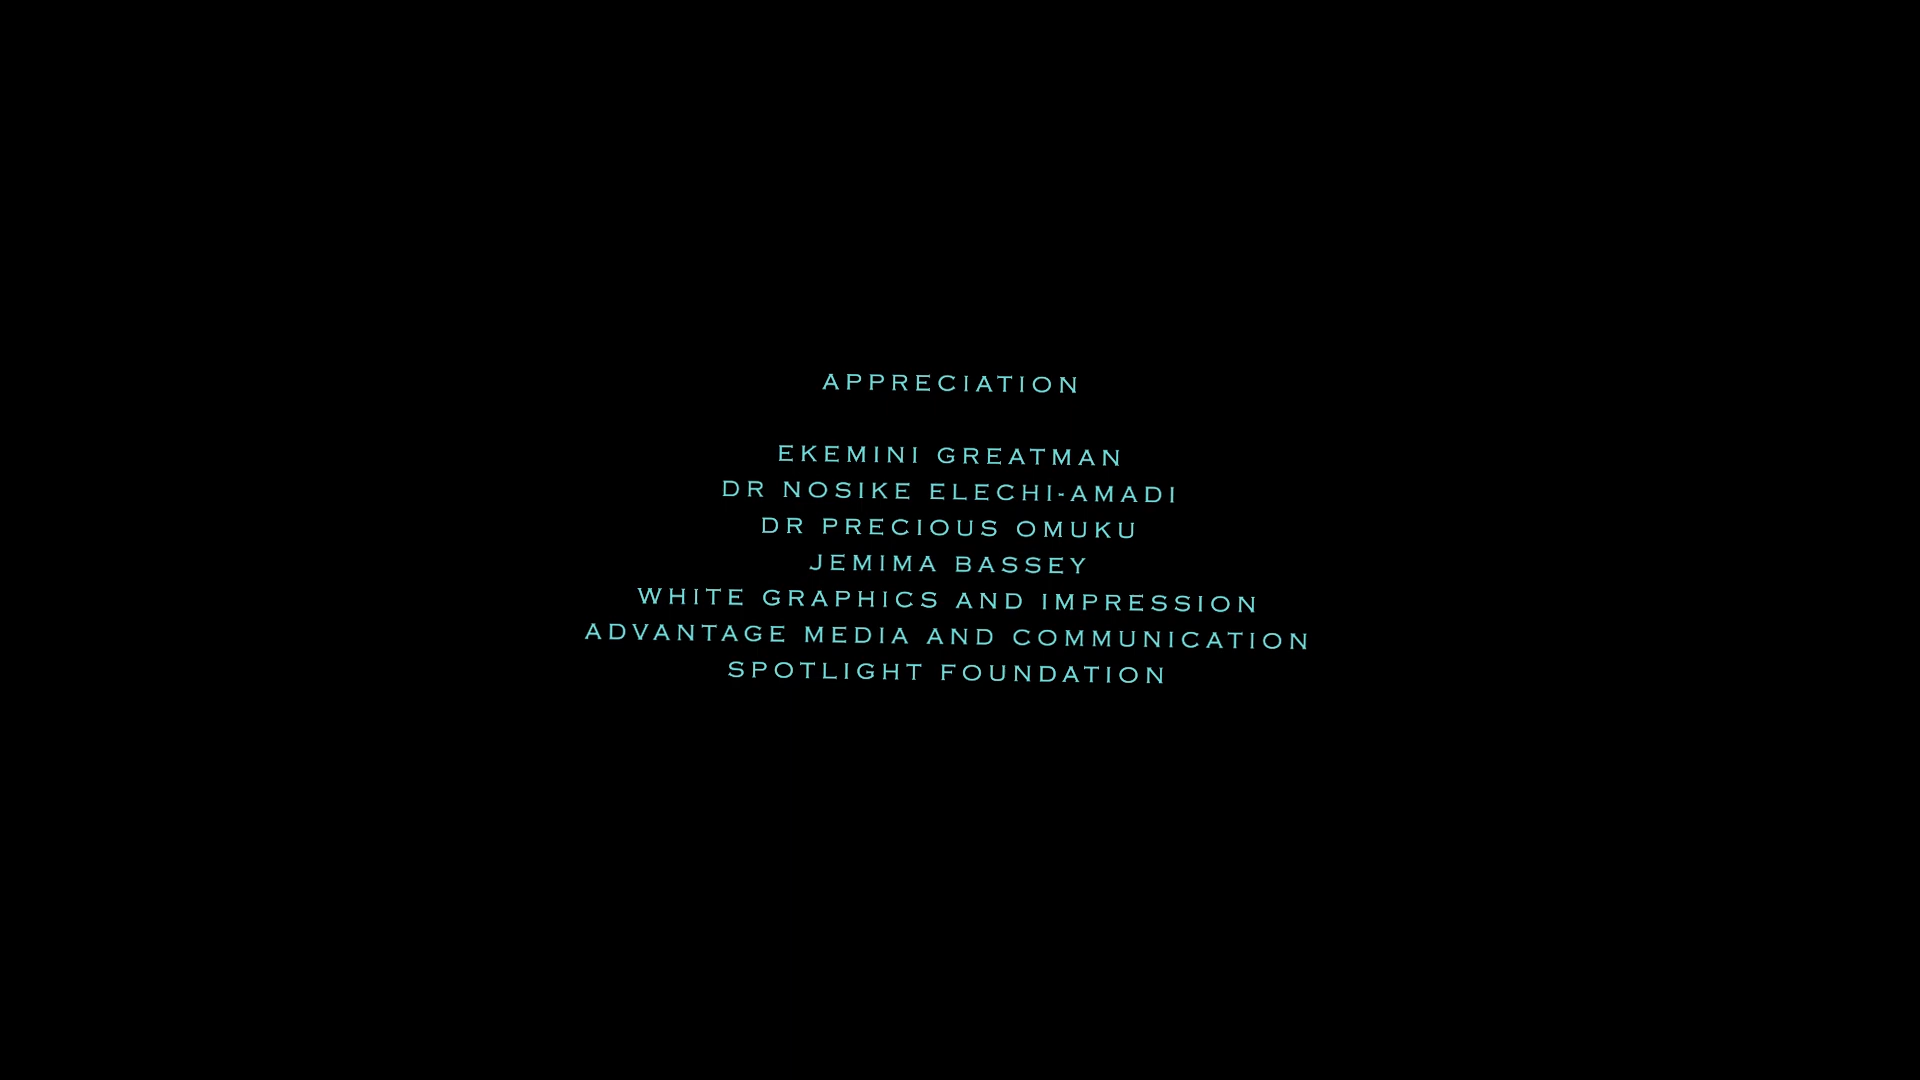 APPRECIATION
EKEMINI GREATMAN
DR NOSIKE ELECHI-AMADI
DR PRECIOUS OMUKU
JEMIMA BASSEY
WHITE GRAPHICS AND IMPRESSION
ADVANTAGE MEDIA AND COMMUNICATION
SPOTLIGHT FOUNDATION